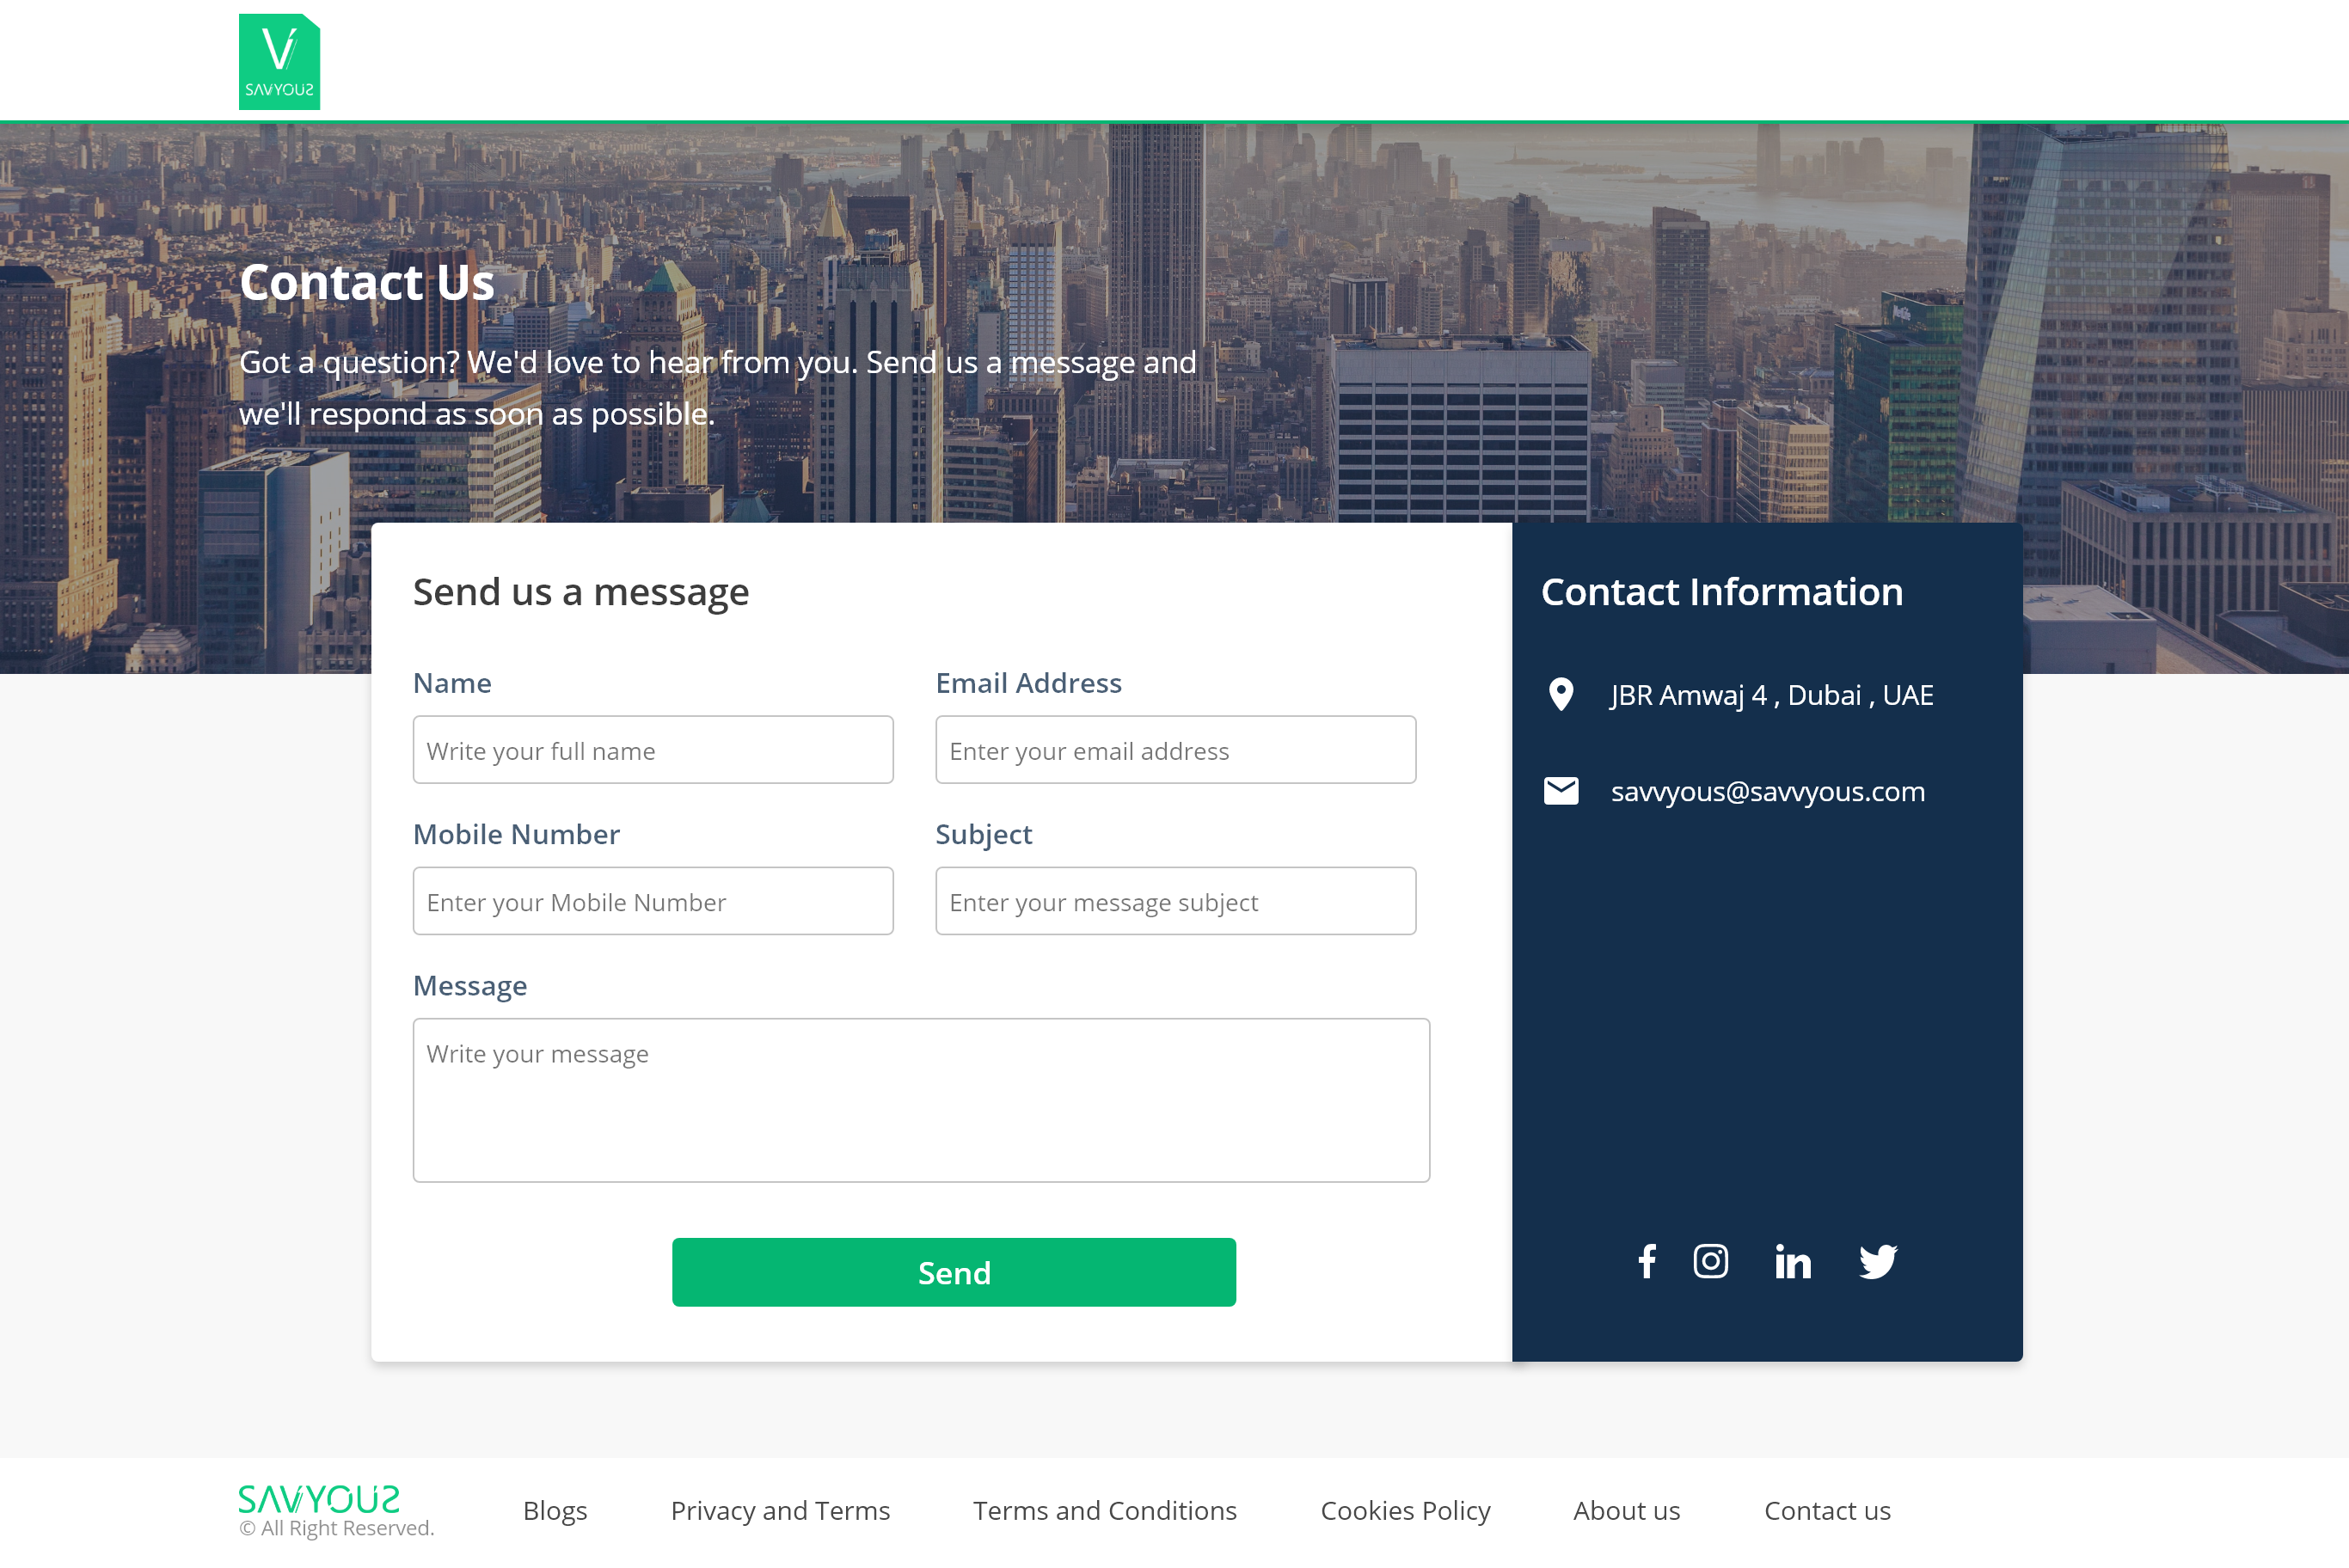 SAVYOUS
Contact Us
Got a question? We'd love to hear from you. Send us a message and
we'll respond as soon as possible.
Send us a message
Name
Email Address
Write your full name
Enter your email address
Mobile Number
Subject
Enter your Mobile Number
Enter your message subject
Message
Write your message
Send
Contact Information
JBR Amwaj 4 , Dubai , UAE
savvyous@savvyous.com
SAVYOUS
© All Right Reserved.
Blogs
Privacy and Terms
Terms and Conditions
Cookies Policy
About us
Contact us